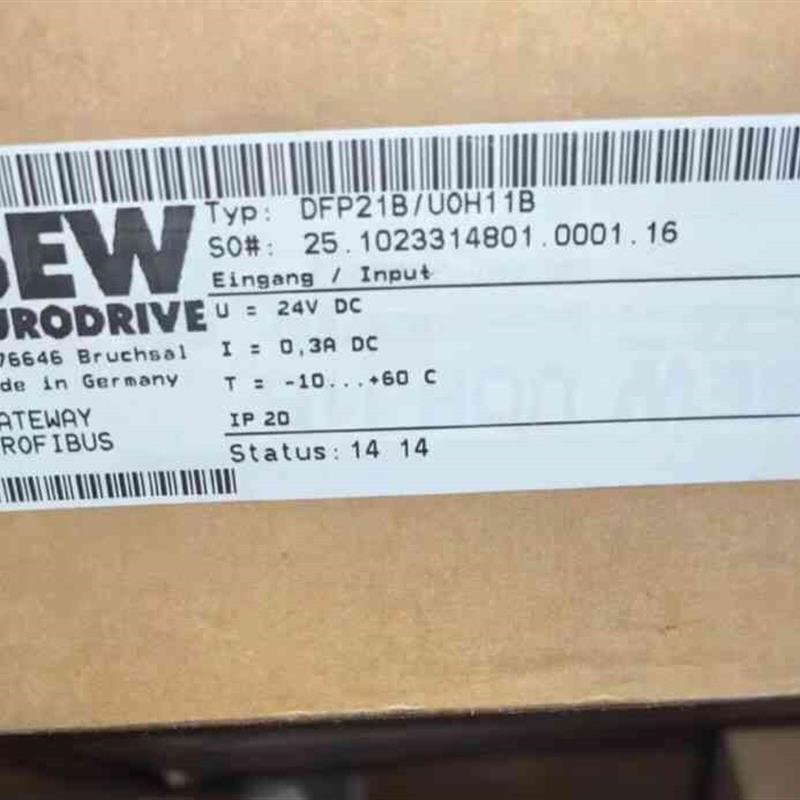 SEW
EURODRIVE
76646 Bruchsal
de in Germany
ATEWAY
ROFIBUS
Typ: DFP21B/UOH11B
SO#: 25.1023314801.0001.16
Eingang / Input
U = 24V DC
I = 0,3A DC
T = -10...+60 C
IP 20
Status: 14 14